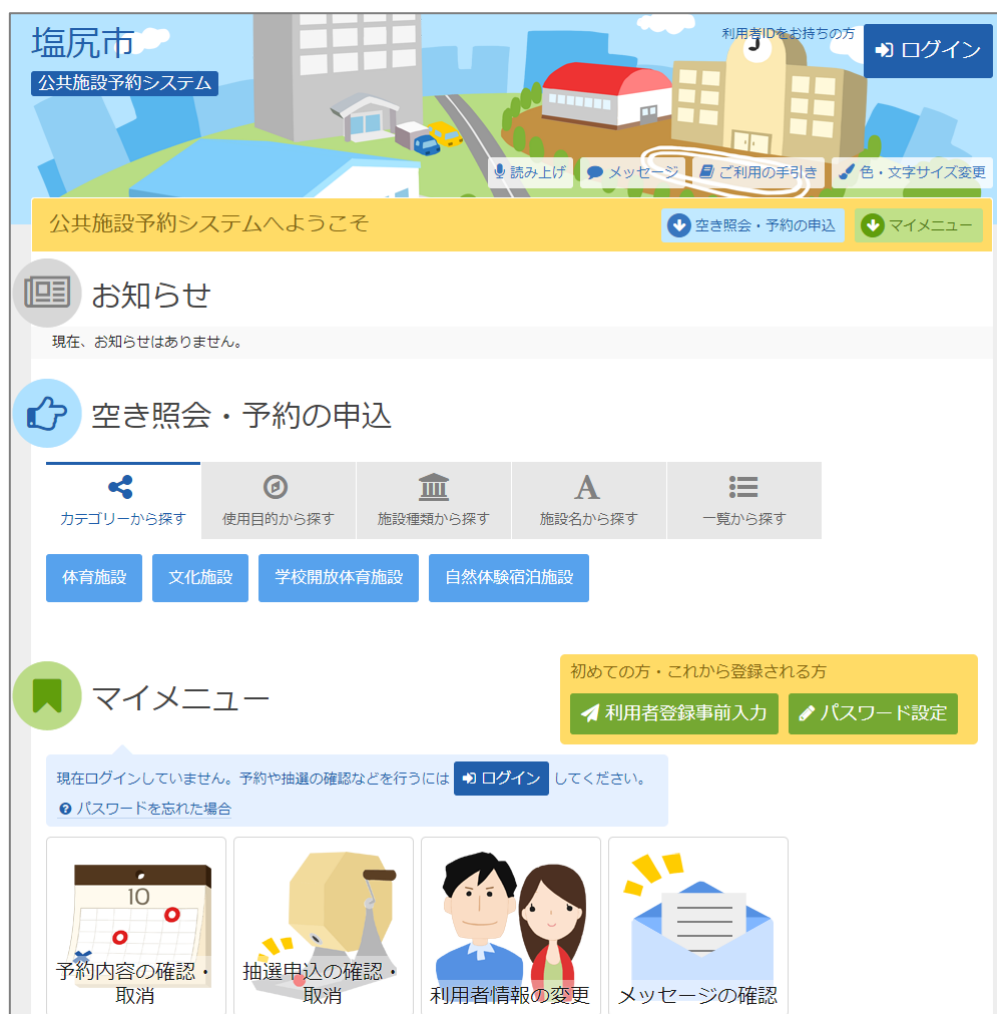 塩尻市
公共施設予約システム
利用者IDをお持ちの方
ログイン
読み上げ
メッセージ
ご利用の手引き
色・文字サイズ変更
公共施設予約システムへようこそ
空き照会・予約の申込
マイメニュー
お知らせ
現在、お知らせはありません。
空き照会・予約の申込
カテゴリーから探す
使用目的から探す
施設種類から探す
A
施設名から探す
一覧から探す
体育施設
文化施設
学校開放体育施設
自然体験宿泊施設
マイメニュー
初めての方・これから登録される方
利用者登録事前入力
パスワード設定
現在ログインしていません。予約や抽選の確認などを行うには ログイン してください。
パスワードを忘れた場合
10
予約内容の確認・
取消
抽選申込の確認・
取消
利用者情報の変更
メッセージの確認